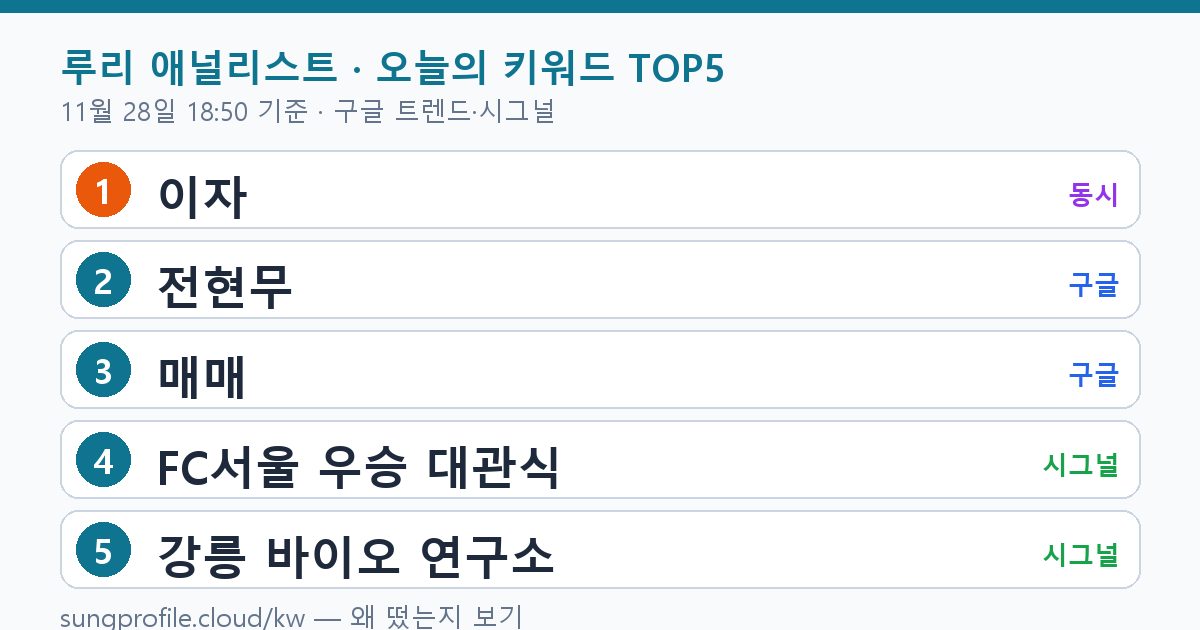 루리 애널리스트 · 오늘의 키워드 TOP5
11월 28일 18:50 기준 · 구글 트렌드·시그널
1 이자 동시
2 전현무 구글
3 매매 구글
4 FC서울 우승 대관식 시그널
5 강릉 바이오 연구소 시그널
sungprofile.cloud/kw — 왜 떴는지 보기